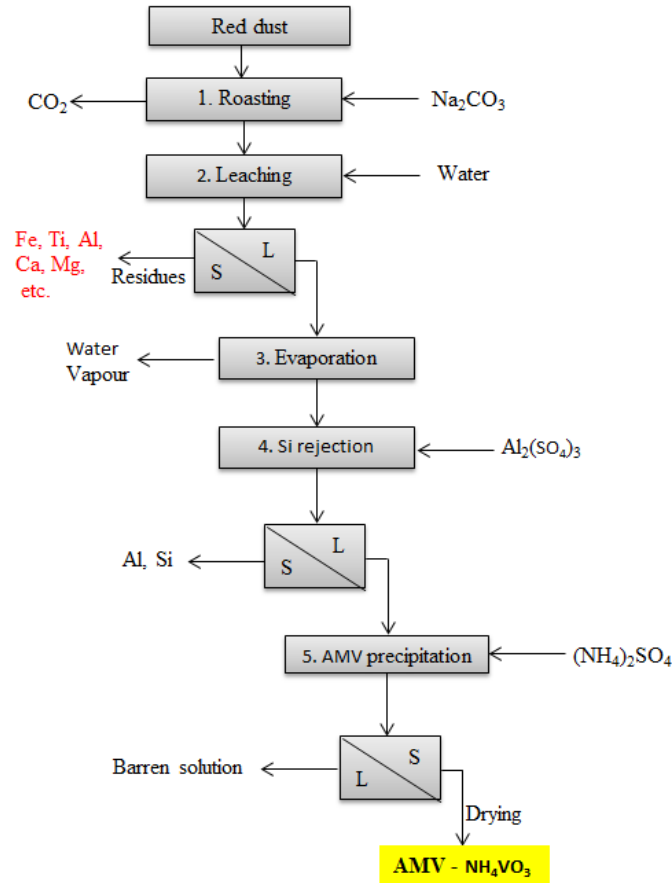 Red dust
CO₂
1. Roasting
Na₂CO₃
2. Leaching
Water
Fe, Ti, Al,
Ca, Mg,
etc.
Residues
L
S
Water
Vapour
3. Evaporation
4. Si rejection
Al₂(SO₄)₃
Al, Si
L
S
5. AMV precipitation
(NH₄)₂SO₄
Barren solution
S
L
Drying
AMV - NH₄VO₃